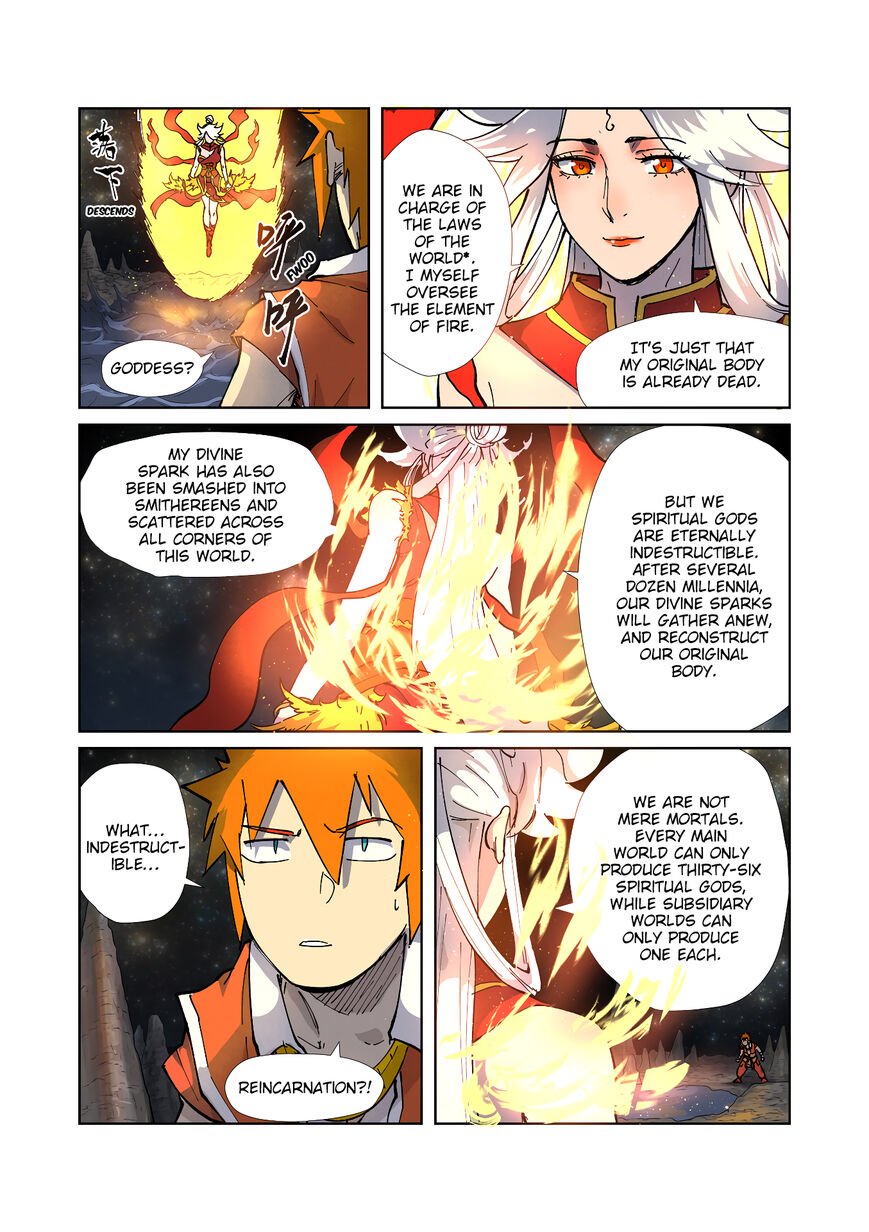 落下
DESCENDS
呼
FWOO
呼
GODDESS?
WE ARE IN
CHARGE OF
THE LAWS
OF THE
WORLD*.
I MYSELF
OVERSEE
THE ELEMENT
OF FIRE.
IT'S JUST THAT
MY ORIGINAL BODY
IS ALREADY DEAD.
MY DIVINE
SPARK HAS ALSO
BEEN SMASHED INTO
SMITHEREENS AND
SCATTERED ACROSS
ALL CORNERS OF
THIS WORLD.
BUT WE
SPIRITUAL GODS
ARE ETERNALLY
INDESTRUCTIBLE.
AFTER SEVERAL
DOZEN MILLENNIA,
OUR DIVINE SPARKS
WILL GATHER ANEW,
AND RECONSTRUCT
OUR ORIGINAL
BODY.
WHAT...
INDESTRUCT-
IBLE...
REINCARNATION?!
WE ARE NOT
MERE MORTALS.
EVERY MAIN
WORLD CAN ONLY
PRODUCE THIRTY-SIX
SPIRITUAL GODS,
WHILE SUBSIDIARY
WORLDS CAN
ONLY PRODUCE
ONE EACH.